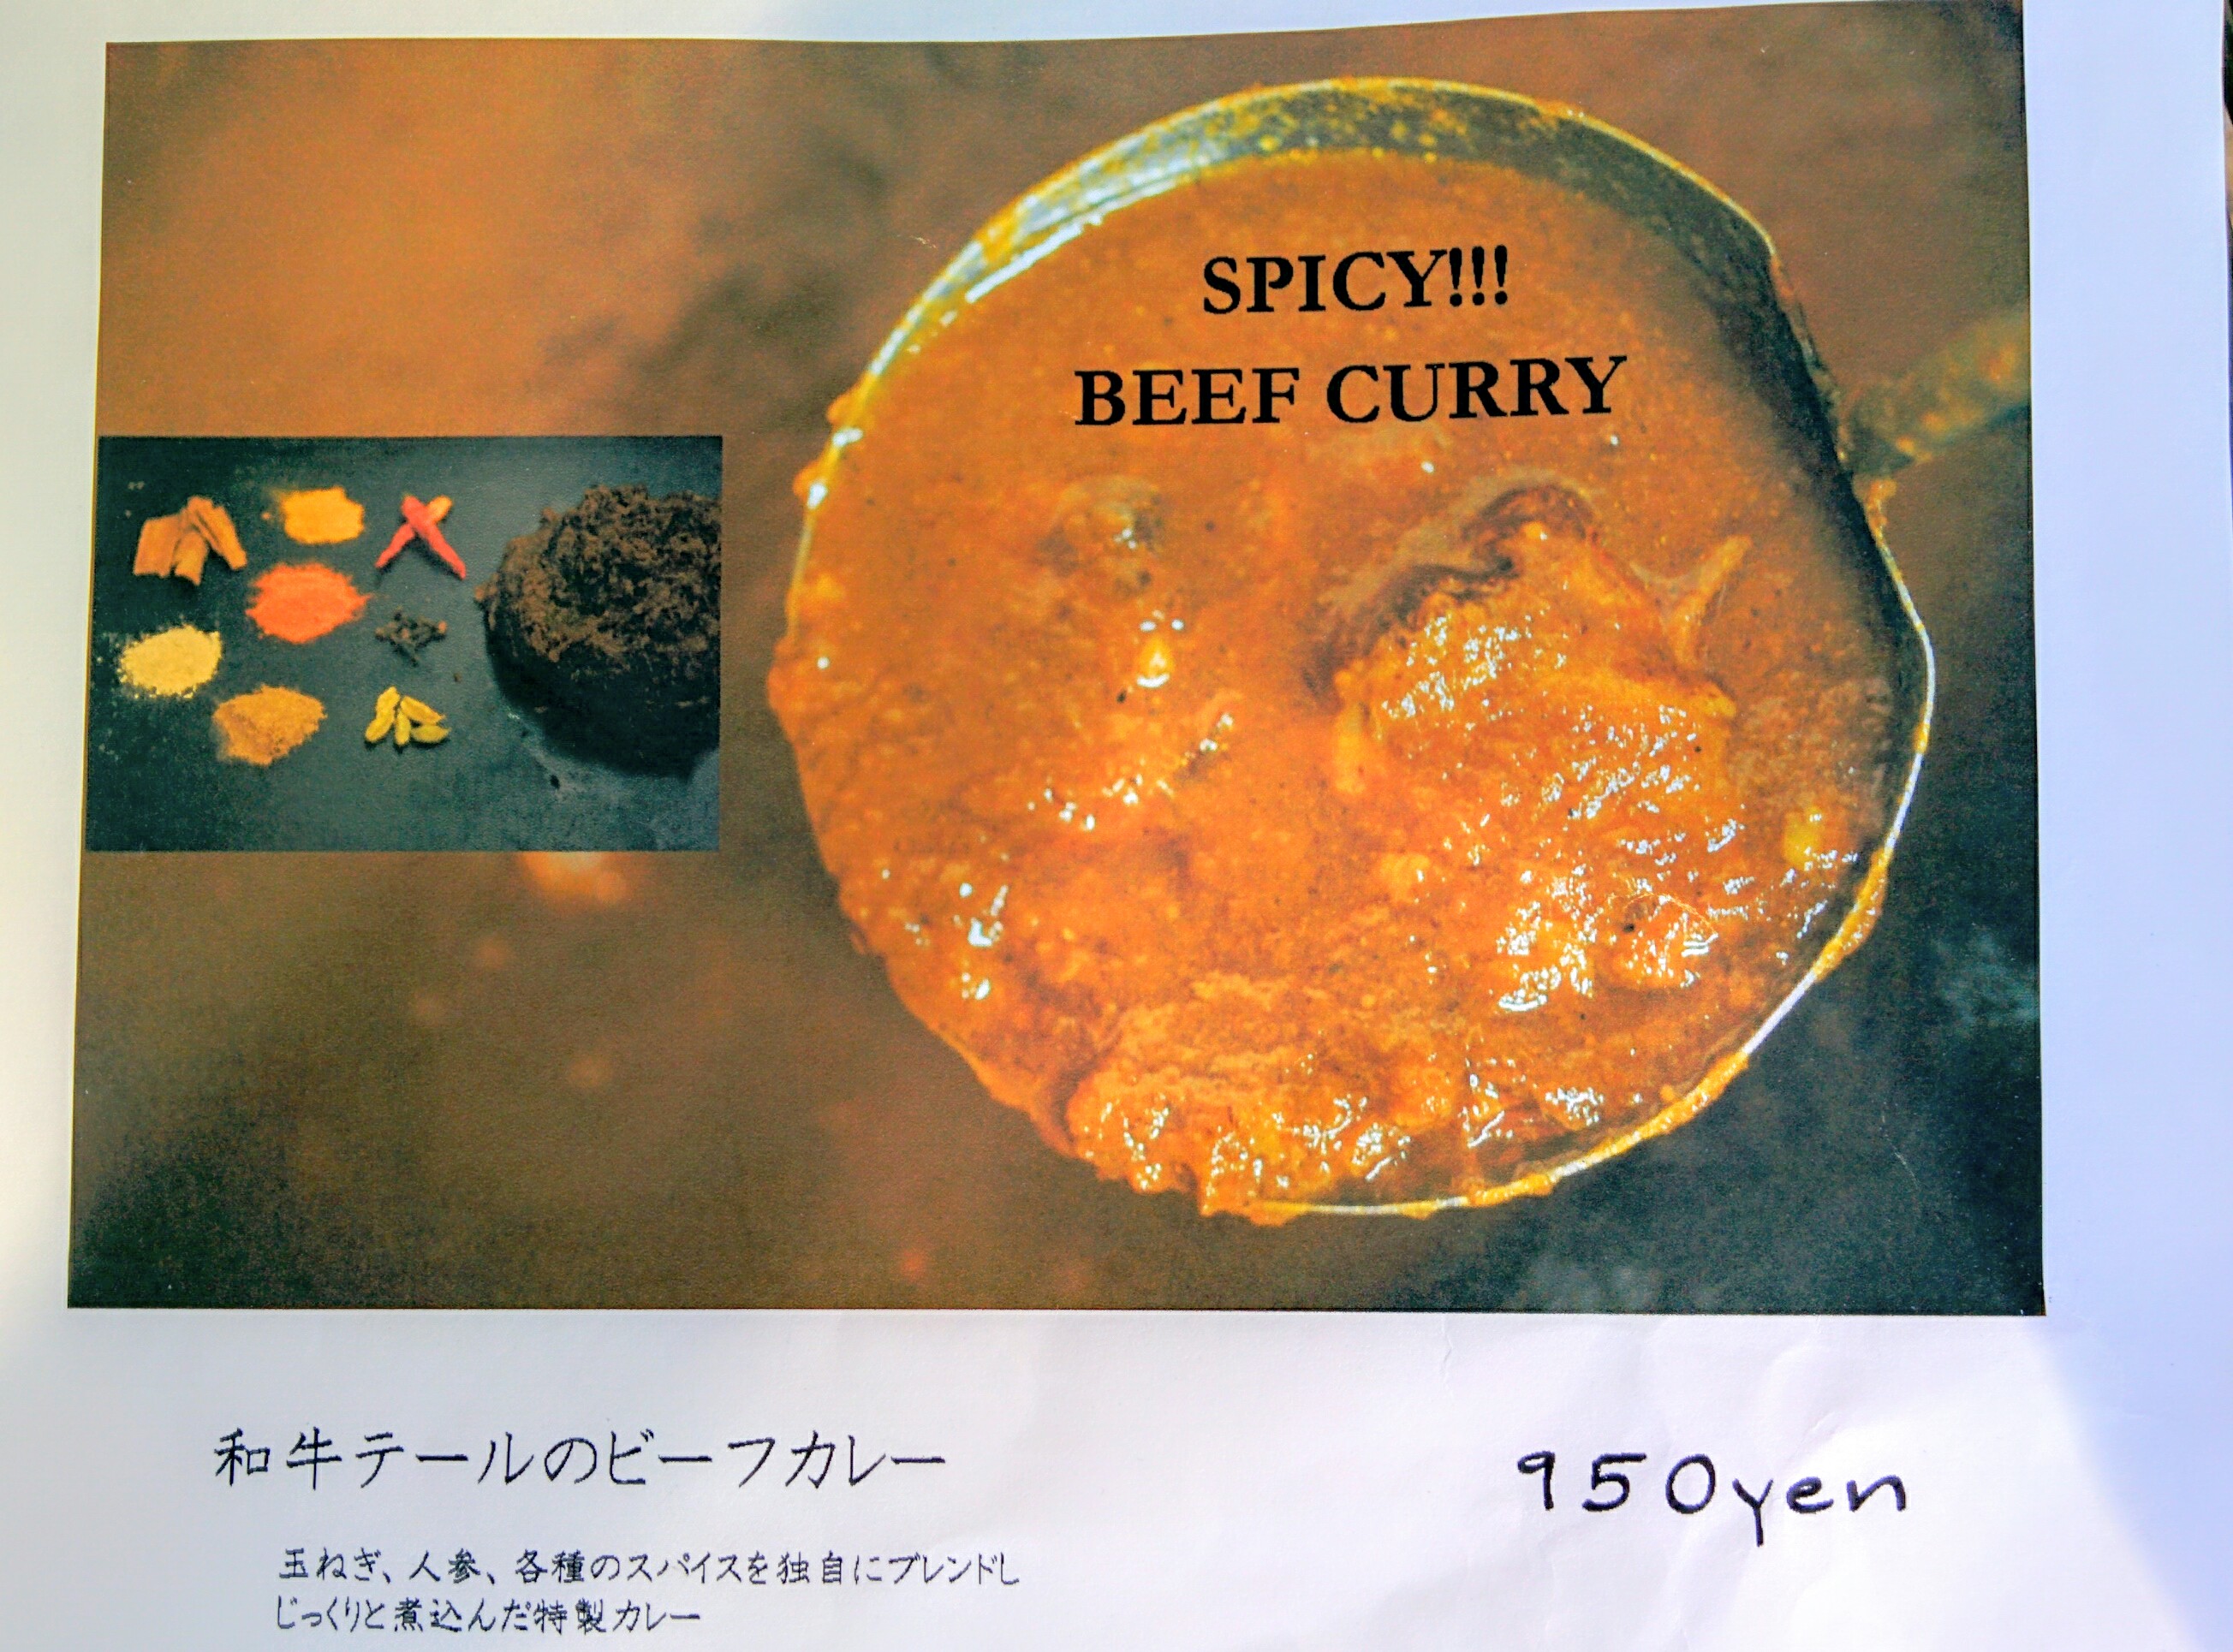 SPICY!!!
BEEF CURRY
和牛テールのビーフカレー
950yen
玉ねぎ、人参、各種のスパイスを独自にブレンドし
じっくりと煮込んだ特製カレー